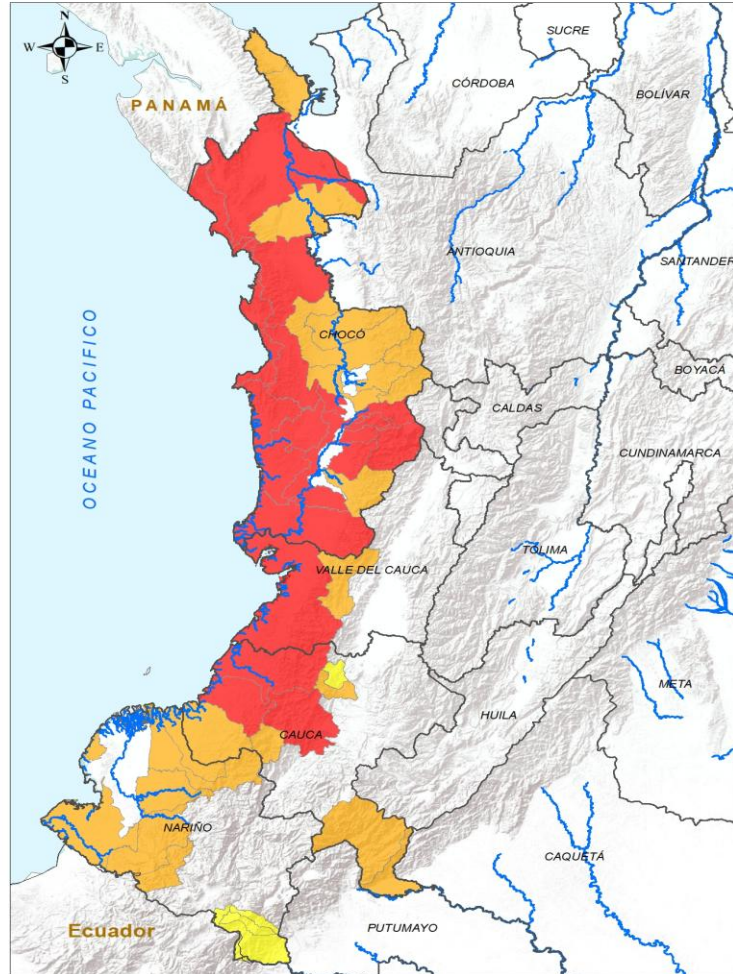 N
W E
S
SUCRE
CÓRDOBA
BOLÍVAR
PANAMÁ
ANTIOQUIA
SANTANDER
OCEANO PACIFICO
CHOCÓ
BOYACÁ
CALDAS
CUNDINAMARCA
TOLIMA
VALLE DEL CAUCA
META
HUILA
CAUCA
NARIÑO
CAQUETÁ
Ecuador
PUTUMAYO